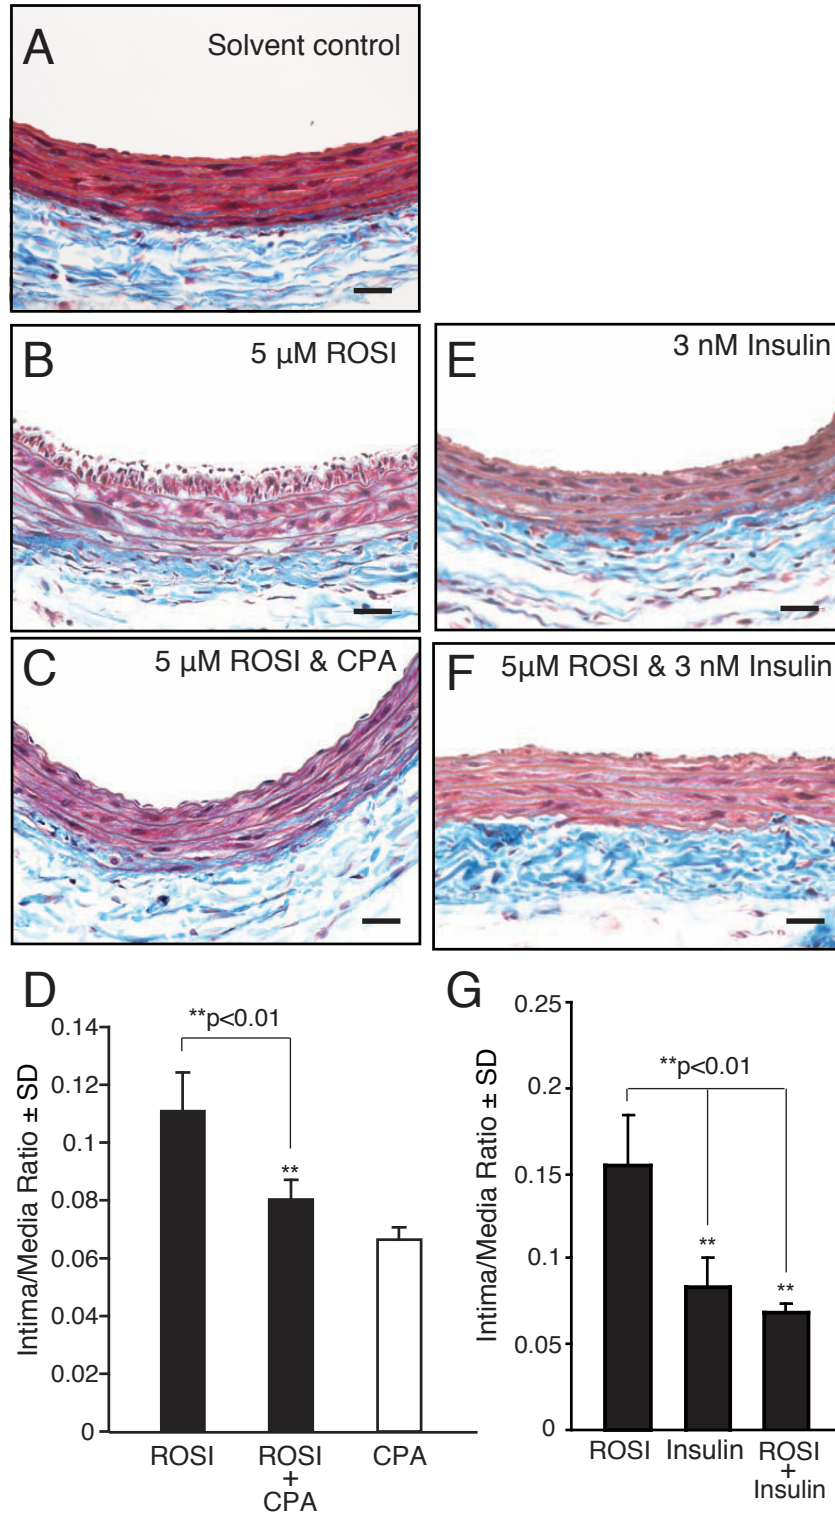 A
Solvent control
B
5 µM ROSI
C
5 µM ROSI & CPA
E
3 nM Insulin
F
5µM ROSI & 3 nM Insulin
D
**p<0.01
Intima/Media Ratio ± SD
0.14
0.12
0.1
0.08
0.06
0.04
0.02
0
**
ROSI
ROSI
+
CPA
CPA
G
**p<0.01
Intima/Media Ratio ± SD
0.25
0.2
0.15
0.1
0.05
0
**
**
ROSI
Insulin
ROSI
+
Insulin